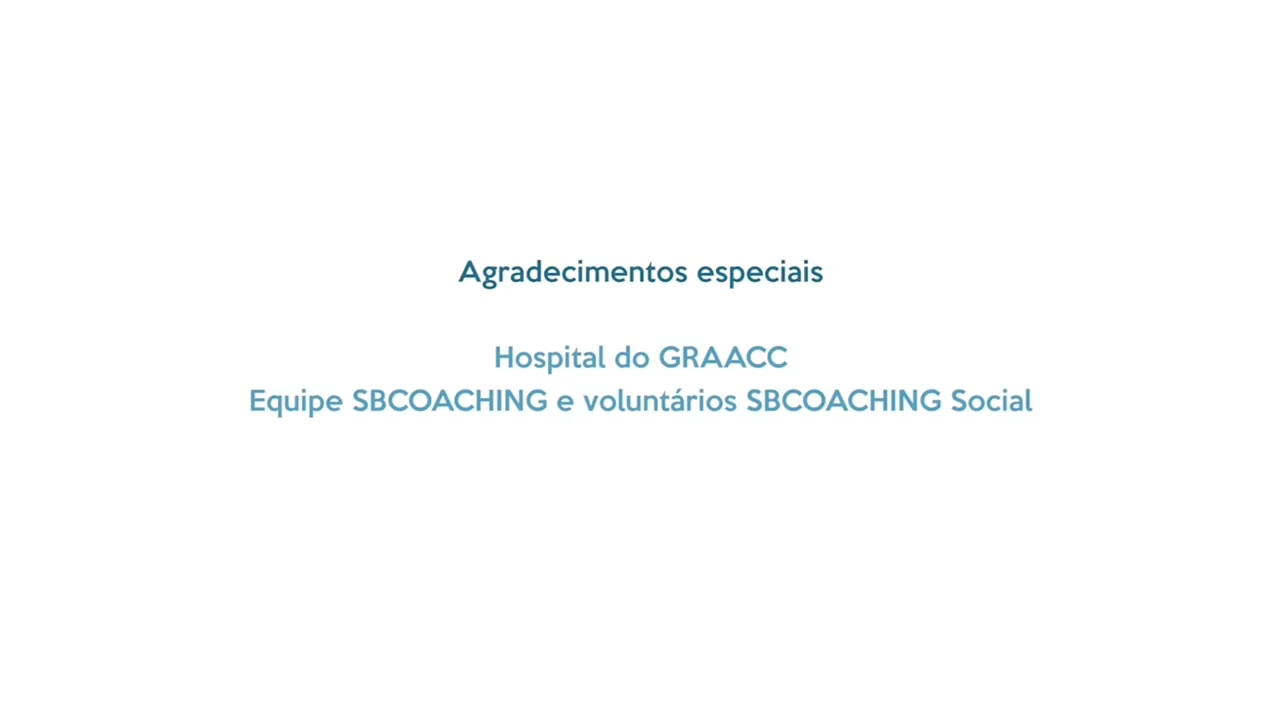 Agradecimentos especiais
Hospital do GRAACC
Equipe SBCOACHING e voluntários SBCOACHING Social